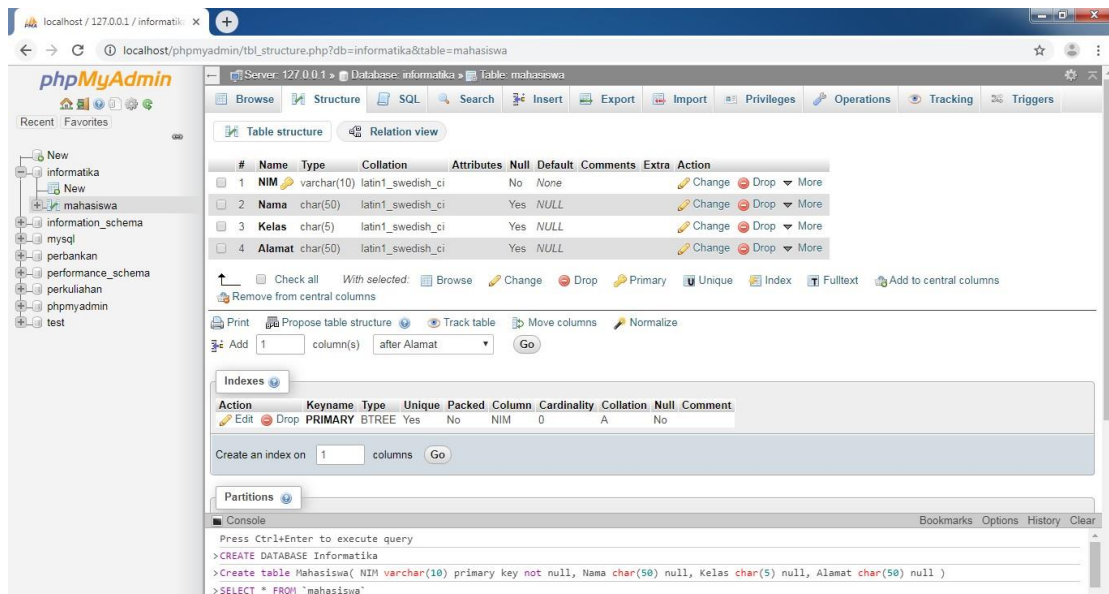 localhost / 127.0.0.1 / informatik
localhost/phpmyadmin/tbl_structure.php?db=informatika&table=mahasiswa
phpMyAdmin
Recent Favorites
New
informatika
New
mahasiswa
information_schema
mysql
perbankan
performance_schema
perkuliahan
phpmyadmin
test
Server: 127.0.0.1 » Database: informatika » Table: mahasiswa
Browse Structure SQL Search Insert Export Import Privileges Operations Tracking Triggers
Table structure Relation view
# Name Type Collation Attributes Null Default Comments Extra Action
1 NIM varchar(10) latin1_swedish_ci No None Change Drop More
2 Nama char(50) latin1_swedish_ci Yes NULL Change Drop More
3 Kelas char(5) latin1_swedish_ci Yes NULL Change Drop More
4 Alamat char(50) latin1_swedish_ci Yes NULL Change Drop More
Check all With selected: Browse Change Drop Primary Unique Index Fulltext Add to central columns
Remove from central columns
Print Propose table structure Track table Move columns Normalize
Add 1 column(s) after Alamat Go
Indexes
Action Keyname Type Unique Packed Column Cardinality Collation Null Comment
Edit Drop PRIMARY BTREE Yes No NIM 0 A No
Create an index on 1 columns Go
Partitions
Console Bookmarks Options History Clear
Press Ctrl+Enter to execute query
>CREATE DATABASE Informatika
>Create table Mahasiswa( NIM varchar(10) primary key not null, Nama char(50) null, Kelas char(5) null, Alamat char(50) null )
>SELECT * FROM `mahasiswa`